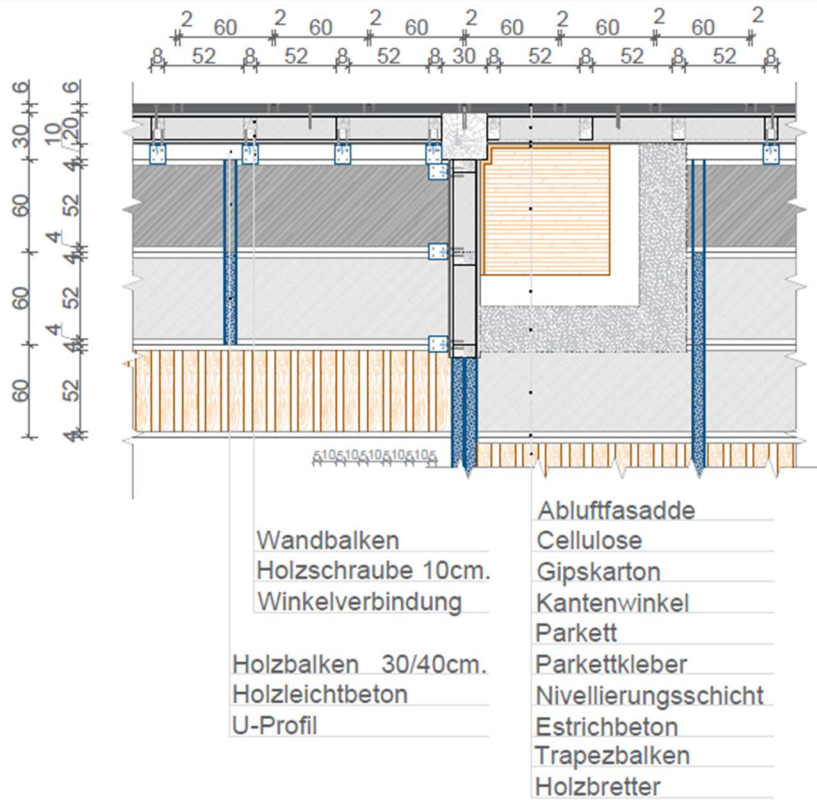 2 60 2 60 2 60 2 60 2 60 2 60 2
8 52 8 52 8 52 8 30 8 52 8 52 8
6 6
30 10 20
4
60 52
4 4
60 52
4 4
60 52
4
5105105105105105
Abluftfasadde
Wandbalken Cellulose
Holzschraube 10cm. Gipskarton
Winkelverbindung Kantenwinkel
Parkett
Holzbalken 30/40cm. Parkettkleber
Holzleichtbeton Nivellierungsschicht
U-Profil Estrichbeton
Trapezbalken
Holzbretter